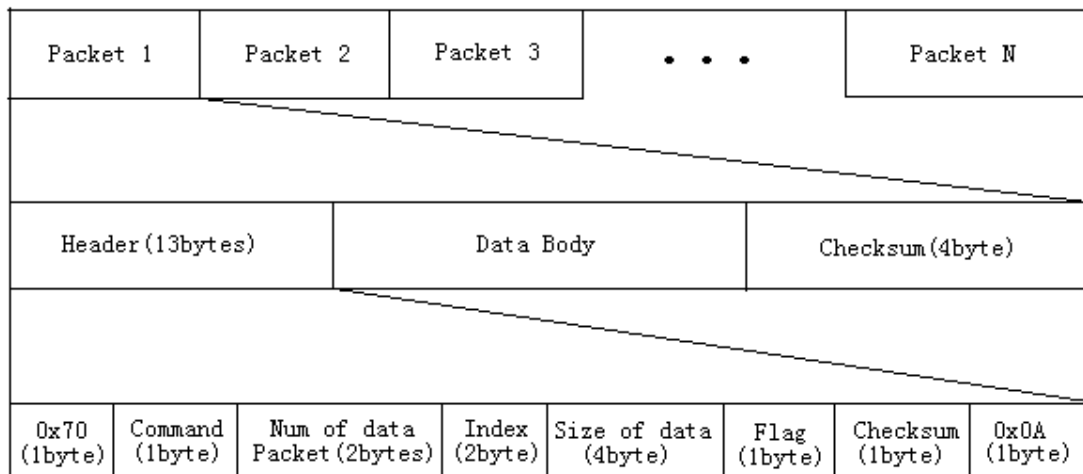 Packet 1 Packet 2 Packet 3 • • • Packet N
Header(13bytes) Data Body Checksum(4byte)
0x70 Command Num of data Index Size of data Flag Checksum 0x0A
(1byte) (1byte) Packet(2bytes) (2byte) (4byte) (1byte) (1byte) (1byte)